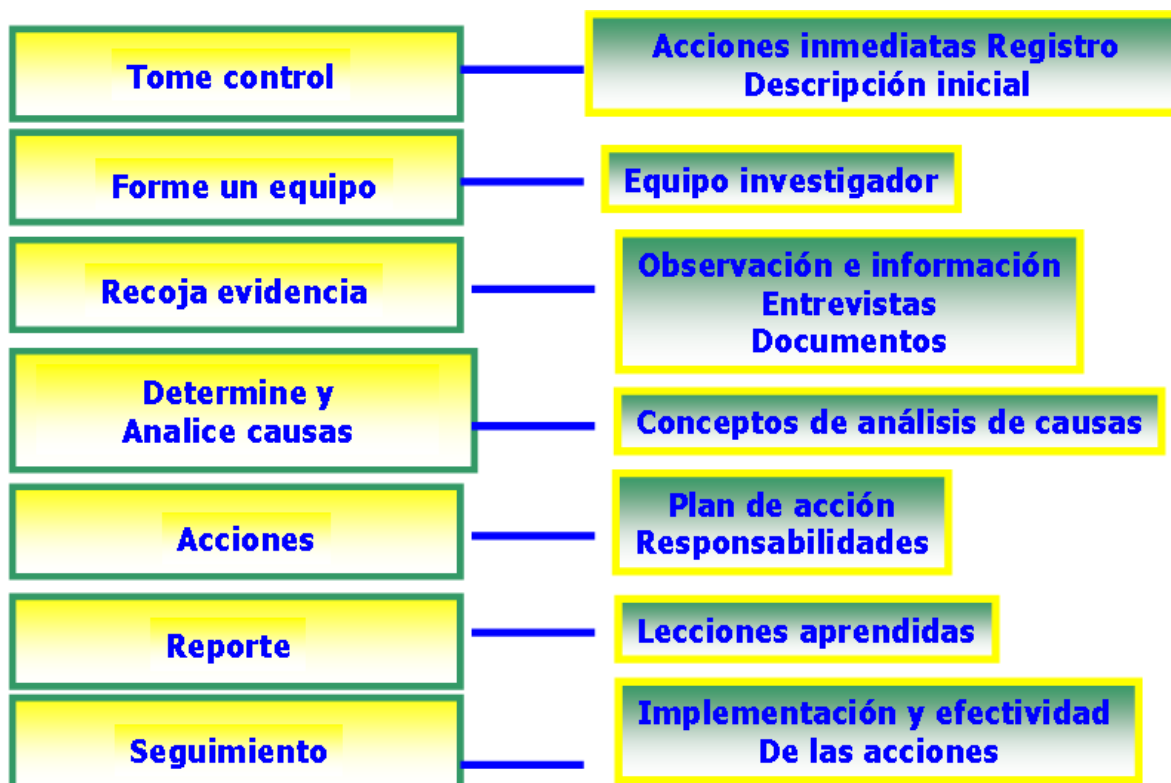 Tome control
Acciones inmediatas Registro
Descripción inicial
Forme un equipo
Equipo investigador
Recoja evidencia
Observación e información
Entrevistas
Documentos
Determine y
Analice causas
Conceptos de análisis de causas
Acciones
Plan de acción
Responsabilidades
Reporte
Lecciones aprendidas
Seguimiento
Implementación y efectividad
De las acciones